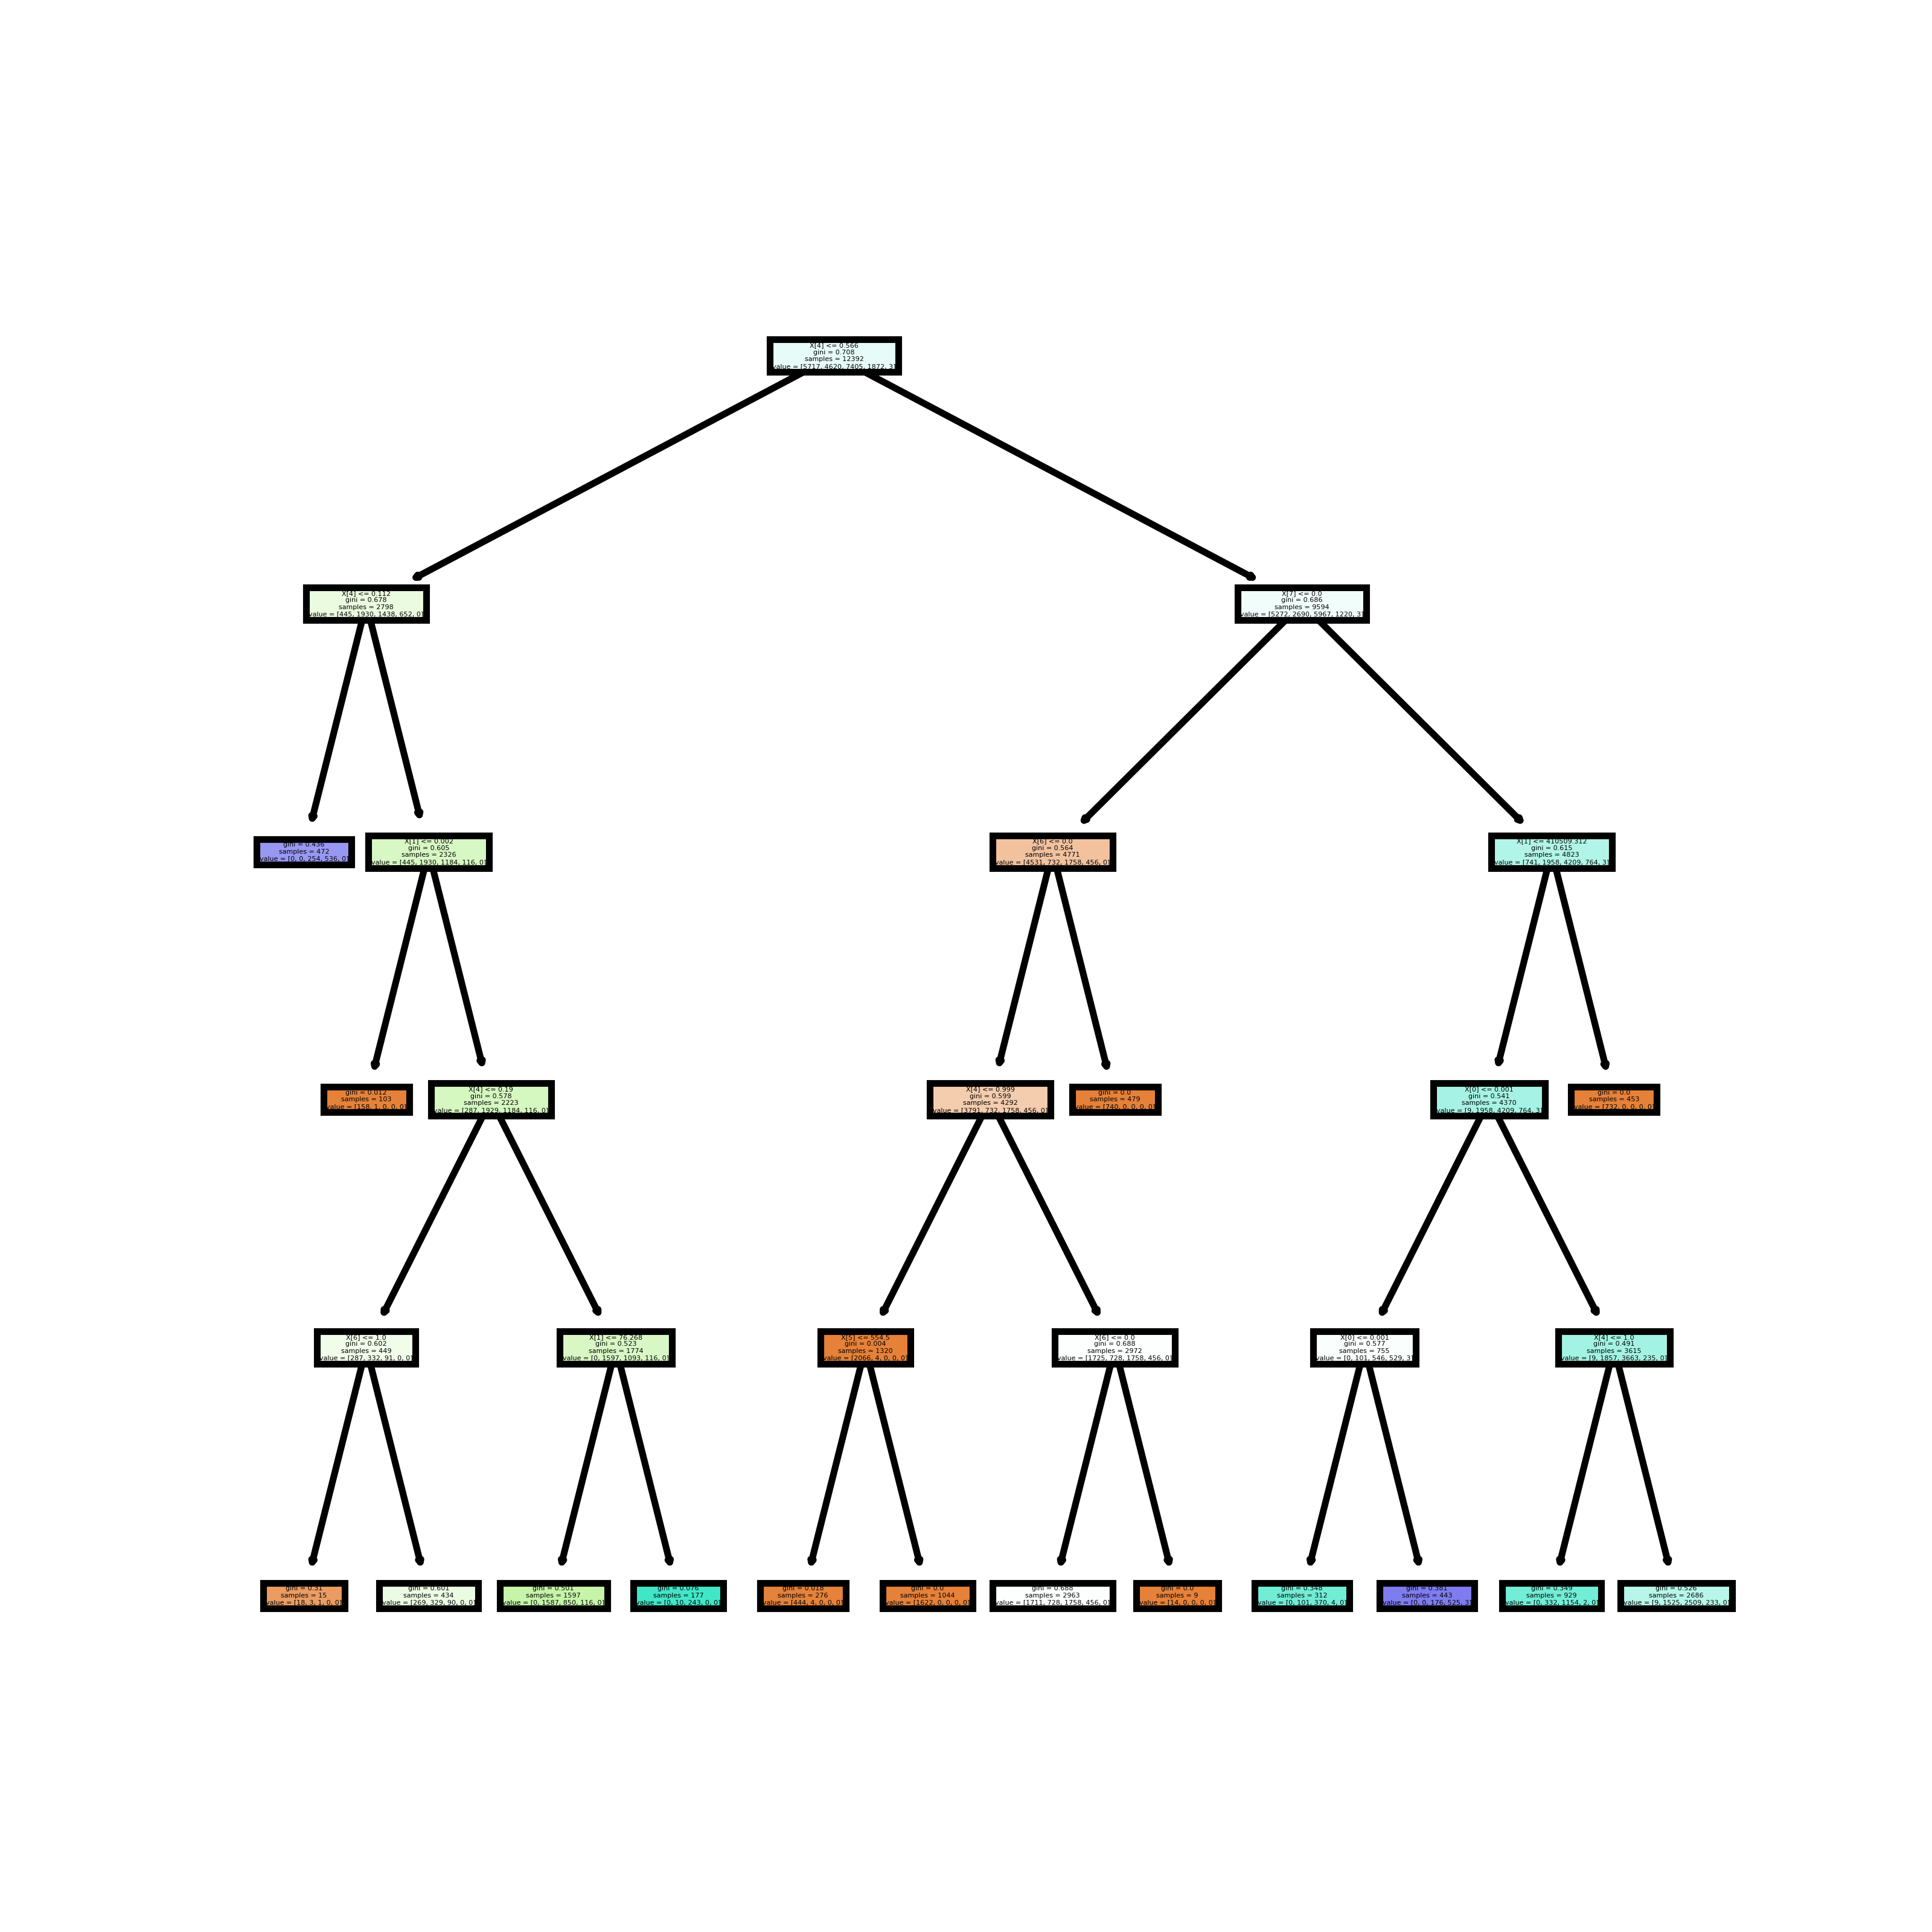 X[4] <= 0.566
gini = 0.708
samples = 12392
value = [5717, 4620, 7405, 1872, 3]
X[4] <= 0.112
gini = 0.678
samples = 2798
value = [445, 1930, 1438, 652, 0]
X[7] <= 0.0
gini = 0.686
samples = 9594
value = [5272, 2690, 5967, 1220, 3]
gini = 0.436
samples = 472
value = [0, 0, 254, 536, 0]
X[1] <= 0.002
gini = 0.605
samples = 2326
value = [445, 1930, 1184, 116, 0]
X[6] <= 0.0
gini = 0.564
samples = 4771
value = [4531, 732, 1758, 456, 0]
X[1] <= 410509.312
gini = 0.615
samples = 4823
value = [741, 1958, 4209, 764, 3]
gini = 0.012
samples = 103
value = [158, 1, 0, 0, 0]
X[4] <= 0.19
gini = 0.578
samples = 2223
value = [287, 1929, 1184, 116, 0]
X[4] <= 0.999
gini = 0.599
samples = 4292
value = [3791, 732, 1758, 456, 0]
gini = 0.0
samples = 479
value = [740, 0, 0, 0, 0]
X[0] <= 0.001
gini = 0.541
samples = 4370
value = [9, 1958, 4209, 764, 3]
gini = 0.0
samples = 453
value = [732, 0, 0, 0, 0]
X[6] <= 1.0
gini = 0.602
samples = 449
value = [287, 332, 91, 0, 0]
X[1] <= 76.268
gini = 0.523
samples = 1774
value = [0, 1597, 1093, 116, 0]
X[5] <= 554.5
gini = 0.004
samples = 1320
value = [2066, 4, 0, 0, 0]
X[6] <= 0.0
gini = 0.688
samples = 2972
value = [1725, 728, 1758, 456, 0]
X[0] <= 0.001
gini = 0.577
samples = 755
value = [0, 101, 546, 529, 3]
X[4] <= 1.0
gini = 0.491
samples = 3615
value = [9, 1857, 3663, 235, 0]
gini = 0.31
samples = 15
value = [18, 3, 1, 0, 0]
gini = 0.601
samples = 434
value = [269, 329, 90, 0, 0]
gini = 0.501
samples = 1597
value = [0, 1587, 850, 116, 0]
gini = 0.076
samples = 177
value = [0, 10, 243, 0, 0]
gini = 0.018
samples = 276
value = [444, 4, 0, 0, 0]
gini = 0.0
samples = 1044
value = [1622, 0, 0, 0, 0]
gini = 0.688
samples = 2963
value = [1711, 728, 1758, 456, 0]
gini = 0.0
samples = 9
value = [14, 0, 0, 0, 0]
gini = 0.348
samples = 312
value = [0, 101, 370, 4, 0]
gini = 0.381
samples = 443
value = [0, 0, 176, 525, 3]
gini = 0.349
samples = 929
value = [0, 332, 1154, 2, 0]
gini = 0.526
samples = 2686
value = [9, 1525, 2509, 233, 0]